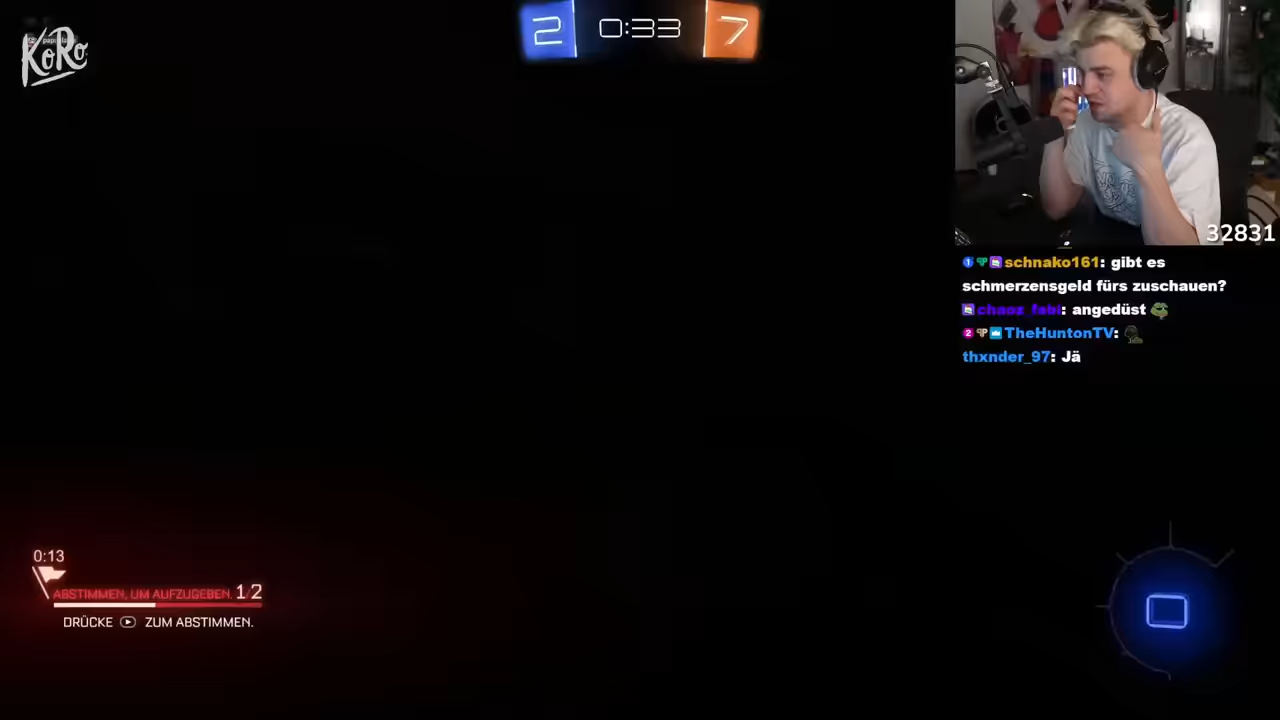 KoRo
2 0:33 7
32831
schnako161: gibt es
schmerzensgeld fürs zuschauen?
chaoz_fabi: angedüst
TheHuntonTV:
thxnder_97: Jä
0:13
ABSTIMMEN, UM AUFZUGEBEN. 1/2
DRÜCKE ZUM ABSTIMMEN.